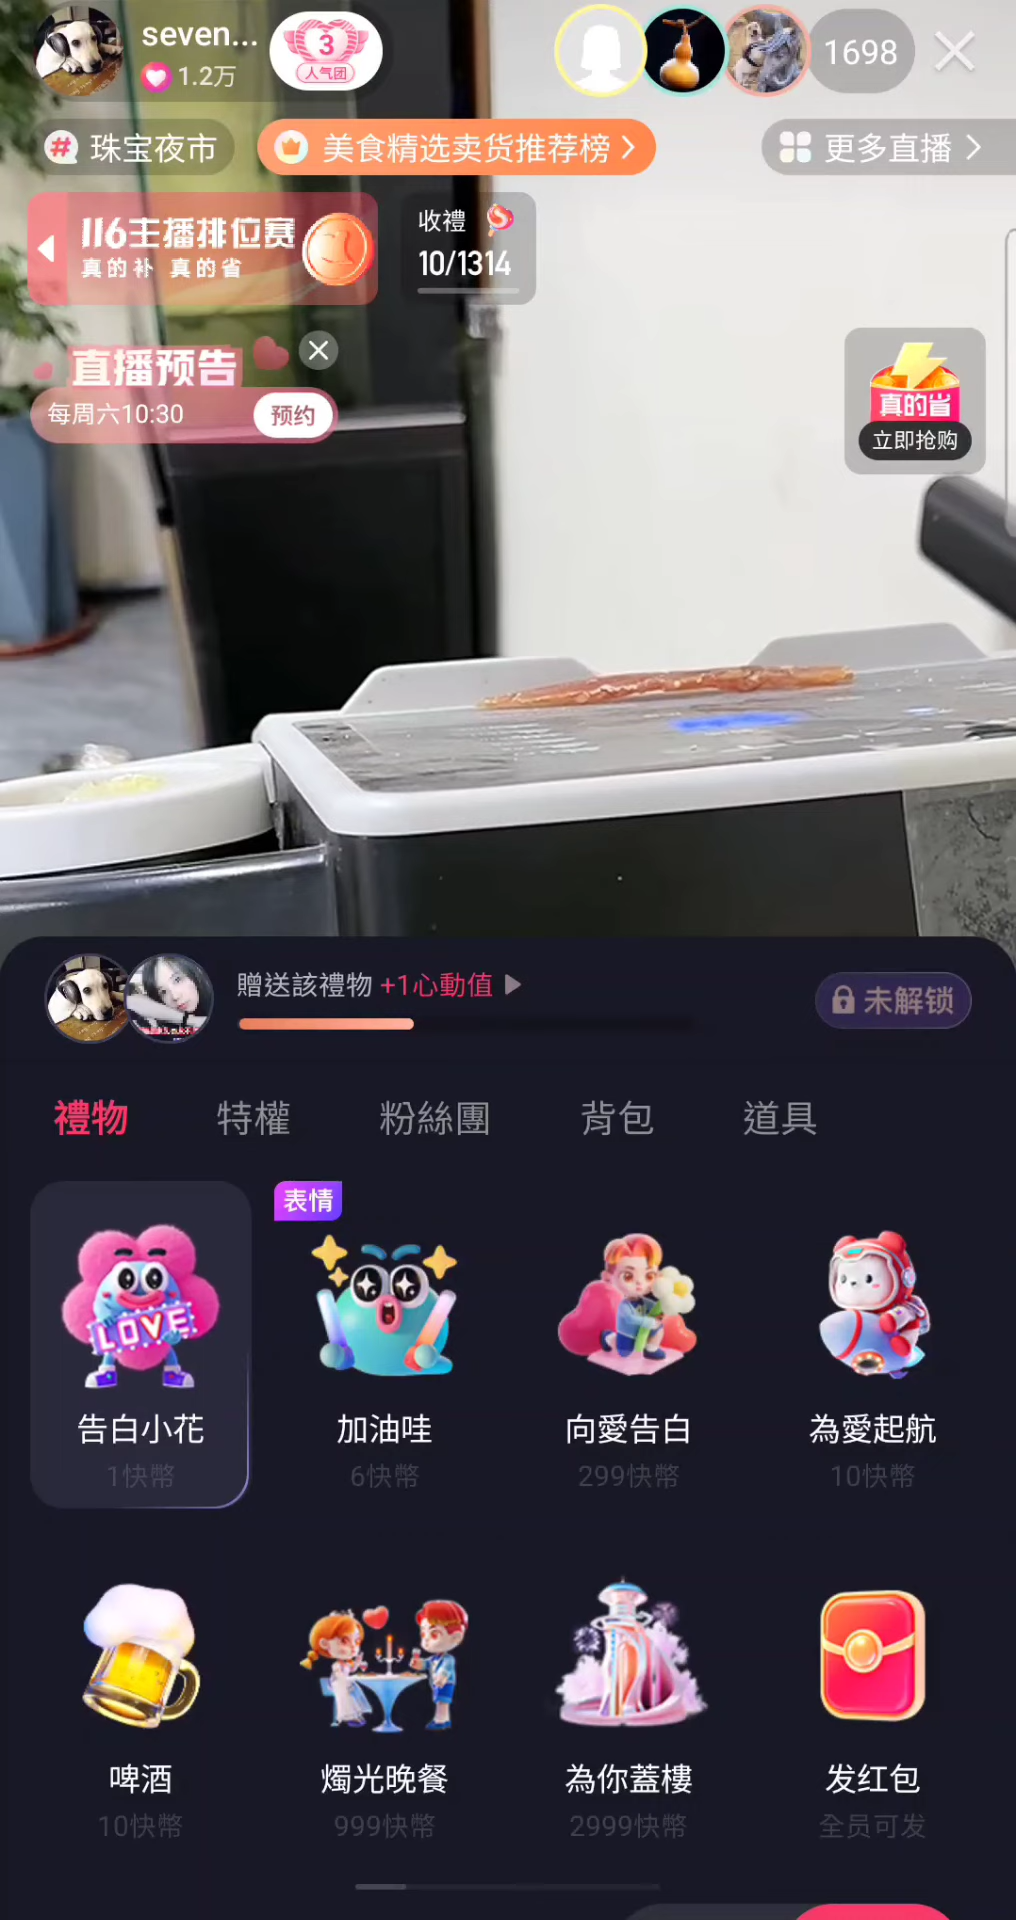 seven...
1.2万
3
人气团
1698
珠宝夜市
美食精选卖货推荐榜
更多直播
116主播排位赛
真的补 真的省
收禮
10/1314
直播预告
每周六10:30
预约
真的省
立即抢购
贈送該禮物 +1心動值
未解锁
禮物
特權
粉絲團
背包
道具
表情
LOVE
告白小花
加油哇
向愛告白
為愛起航
1快幣
6快幣
299快幣
10快幣
啤酒
燭光晚餐
為你蓋樓
发红包
10快幣
999快幣
2999快幣
全员可发